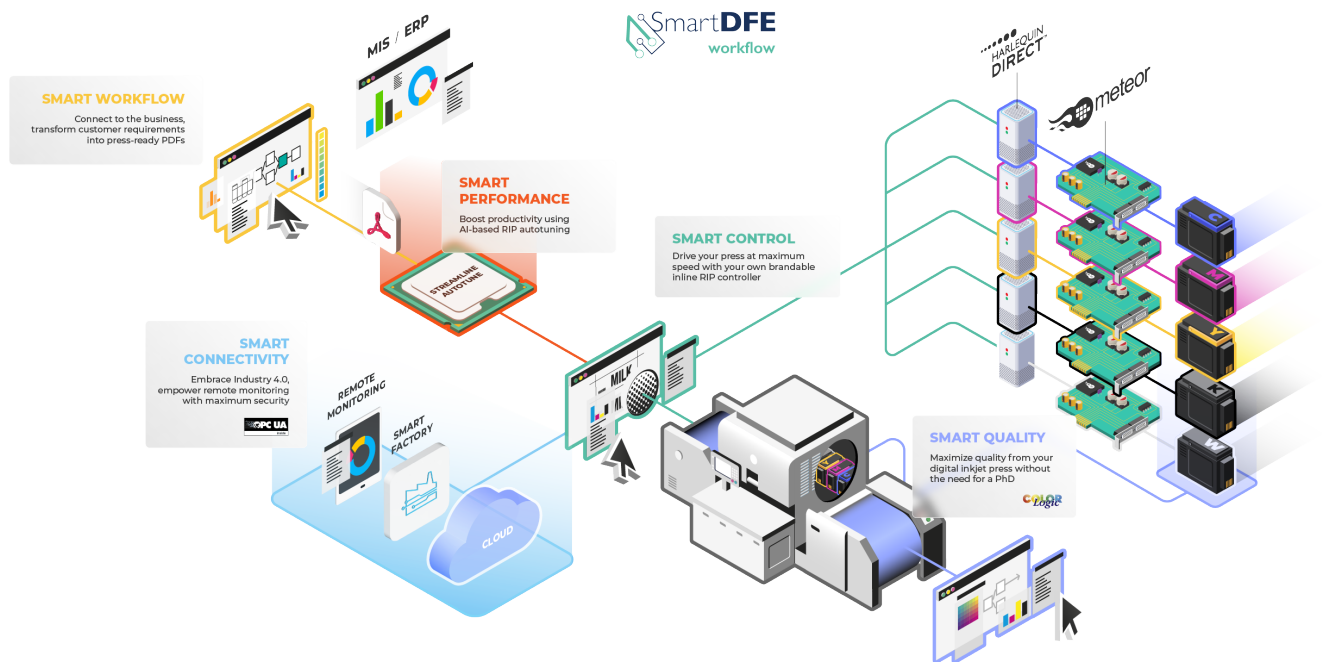 SmartDFE
workflow
MIS / ERP
HARLEQUIN
DIRECT
meteor
SMART WORKFLOW
Connect to the business,
transform customer requirements
into press-ready PDFs
SMART
PERFORMANCE
Boost productivity using
AI-based RIP autotuning
STREAMLINE
AUTOTUNE
SMART CONTROL
Drive your press at maximum
speed with your own brandable
inline RIP controller
C
M
Y
K
W
SMART
CONNECTIVITY
Embrace Industry 4.0,
empower remote monitoring
with maximum security
OPC UA
REMOTE
MONITORING
SMART
FACTORY
CLOUD
MILK
SMART QUALITY
Maximize quality from your
digital inkjet press without
the need for a PhD
COLOR
Logic